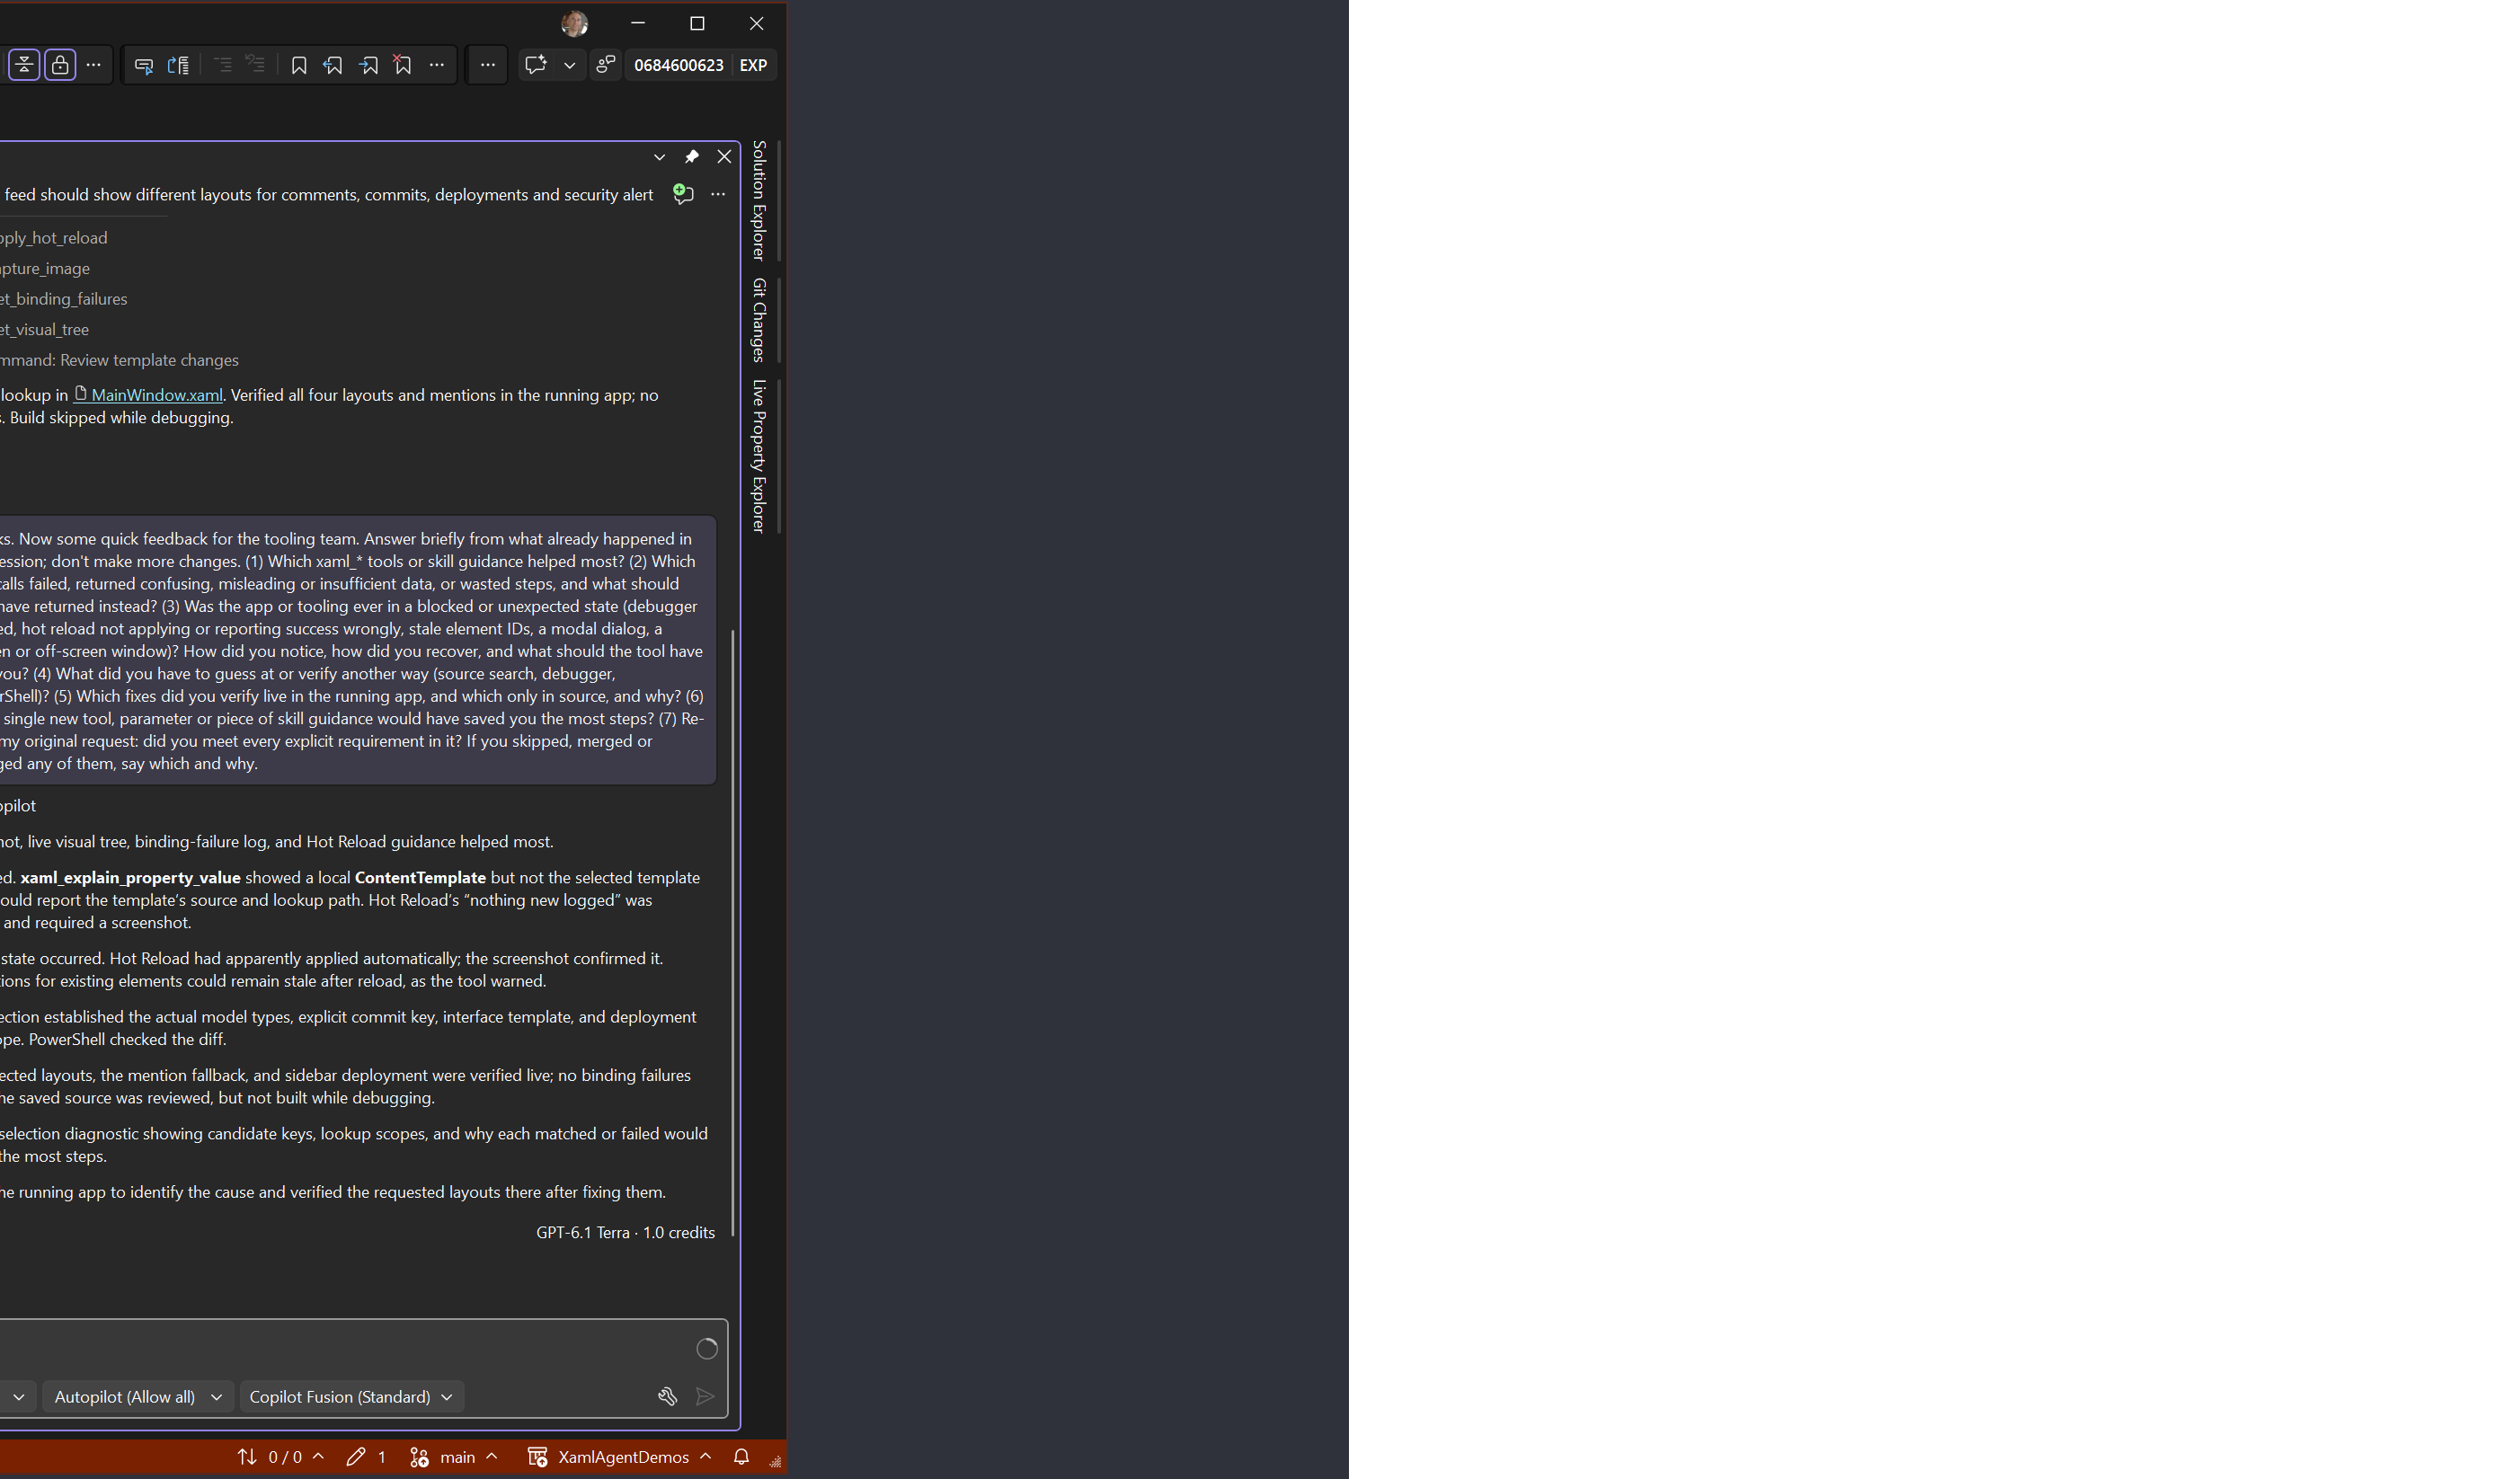 0684600623 EXP
Solution Explorer
Git Changes
Live Property Explorer
feed should show different layouts for comments, commits, deployments and security alert
pply_hot_reload
pture_image
et_binding_failures
et_visual_tree
mmand: Review template changes
lookup in MainWindow.xaml. Verified all four layouts and mentions in the running app; no
s. Build skipped while debugging.
ks. Now some quick feedback for the tooling team. Answer briefly from what already happened in
ession; don't make more changes. (1) Which xaml_* tools or skill guidance helped most? (2) Which
calls failed, returned confusing, misleading or insufficient data, or wasted steps, and what should
have returned instead? (3) Was the app or tooling ever in a blocked or unexpected state (debugger
ed, hot reload not applying or reporting success wrongly, stale element IDs, a modal dialog, a
en or off-screen window)? How did you notice, how did you recover, and what should the tool have
you? (4) What did you have to guess at or verify another way (source search, debugger,
rShell)? (5) Which fixes did you verify live in the running app, and which only in source, and why? (6)
single new tool, parameter or piece of skill guidance would have saved you the most steps? (7) Re-
my original request: did you meet every explicit requirement in it? If you skipped, merged or
ged any of them, say which and why.
opilot
not, live visual tree, binding-failure log, and Hot Reload guidance helped most.
ed. xaml_explain_property_value showed a local ContentTemplate but not the selected template
ould report the template's source and lookup path. Hot Reload's "nothing new logged" was
and required a screenshot.
state occurred. Hot Reload had apparently applied automatically; the screenshot confirmed it.
tions for existing elements could remain stale after reload, as the tool warned.
ection established the actual model types, explicit commit key, interface template, and deployment
ope. PowerShell checked the diff.
ected layouts, the mention fallback, and sidebar deployment were verified live; no binding failures
he saved source was reviewed, but not built while debugging.
selection diagnostic showing candidate keys, lookup scopes, and why each matched or failed would
the most steps.
he running app to identify the cause and verified the requested layouts there after fixing them.
GPT-6.1 Terra · 1.0 credits
Autopilot (Allow all) Copilot Fusion (Standard)
0 / 0 1 main XamlAgentDemos